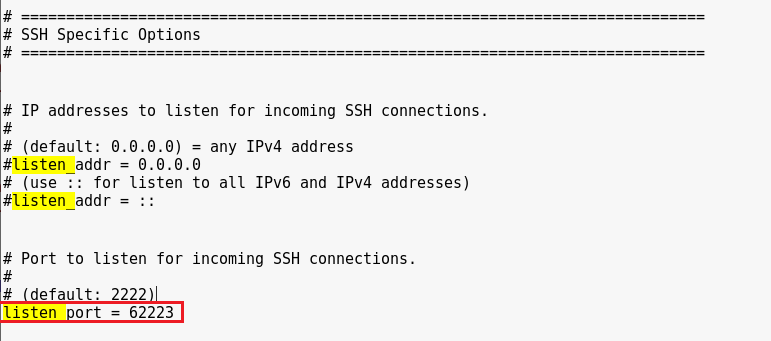 # ============================================================================
# SSH Specific Options
# ============================================================================
# IP addresses to listen for incoming SSH connections.
#
# (default: 0.0.0.0) = any IPv4 address
#listen_addr = 0.0.0.0
# (use :: for listen to all IPv6 and IPv4 addresses)
#listen_addr = ::
# Port to listen for incoming SSH connections.
#
# (default: 2222)
listen_port = 62223